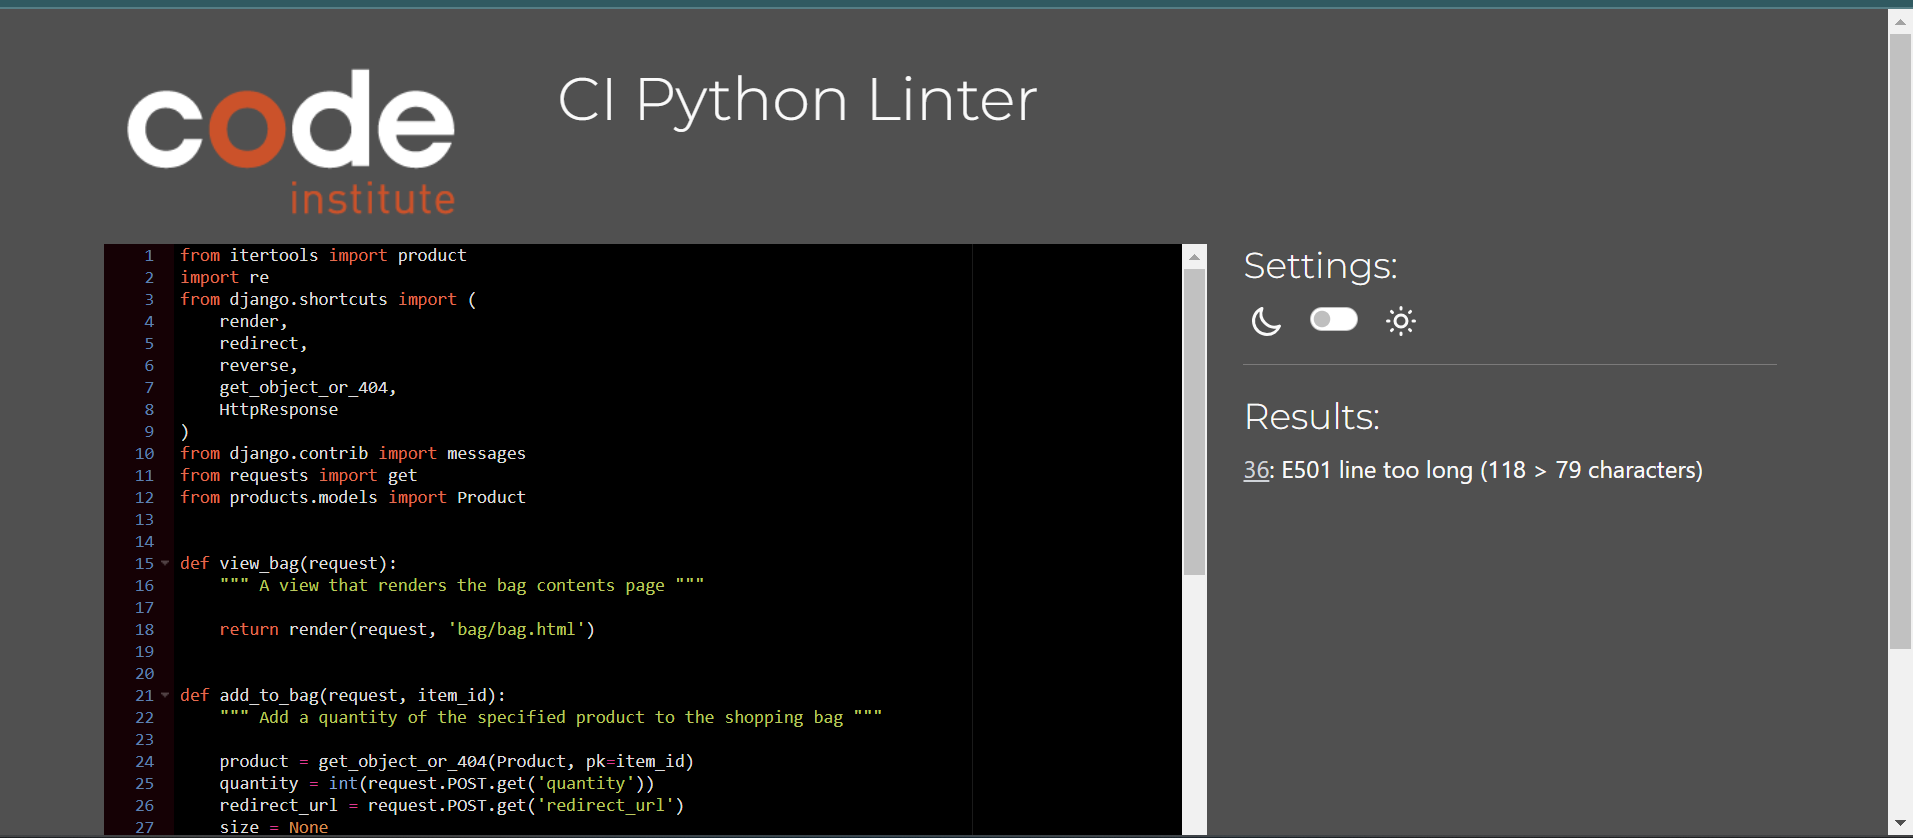 code
institute
CI Python Linter
1 from itertools import product
2 import re
3 from django.shortcuts import (
4     render,
5     redirect,
6     reverse,
7     get_object_or_404,
8     HttpResponse
9 )
10 from django.contrib import messages
11 from requests import get
12 from products.models import Product
13
14
15 def view_bag(request):
16     """ A view that renders the bag contents page """
17
18     return render(request, 'bag/bag.html')
19
20
21 def add_to_bag(request, item_id):
22     """ Add a quantity of the specified product to the shopping bag """
23
24     product = get_object_or_404(Product, pk=item_id)
25     quantity = int(request.POST.get('quantity'))
26     redirect_url = request.POST.get('redirect_url')
27     size = None
Settings:
Results:
36: E501 line too long (118 > 79 characters)